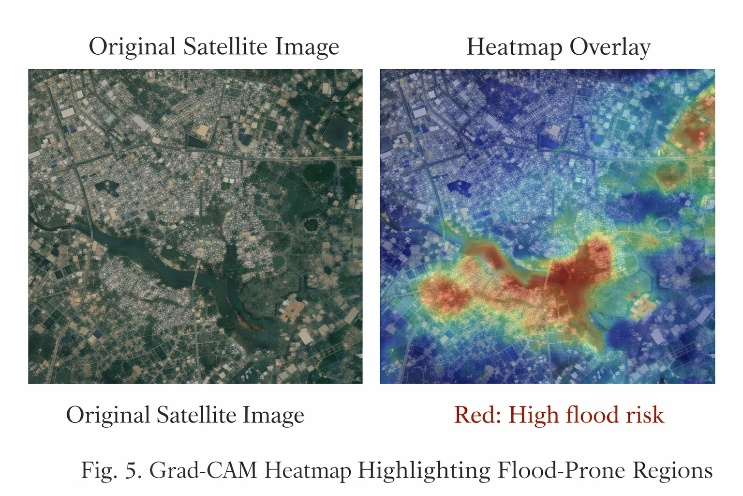 Original Satellite Image
Heatmap Overlay
Original Satellite Image
Red: High flood risk
Fig. 5. Grad-CAM Heatmap Highlighting Flood-Prone Regions